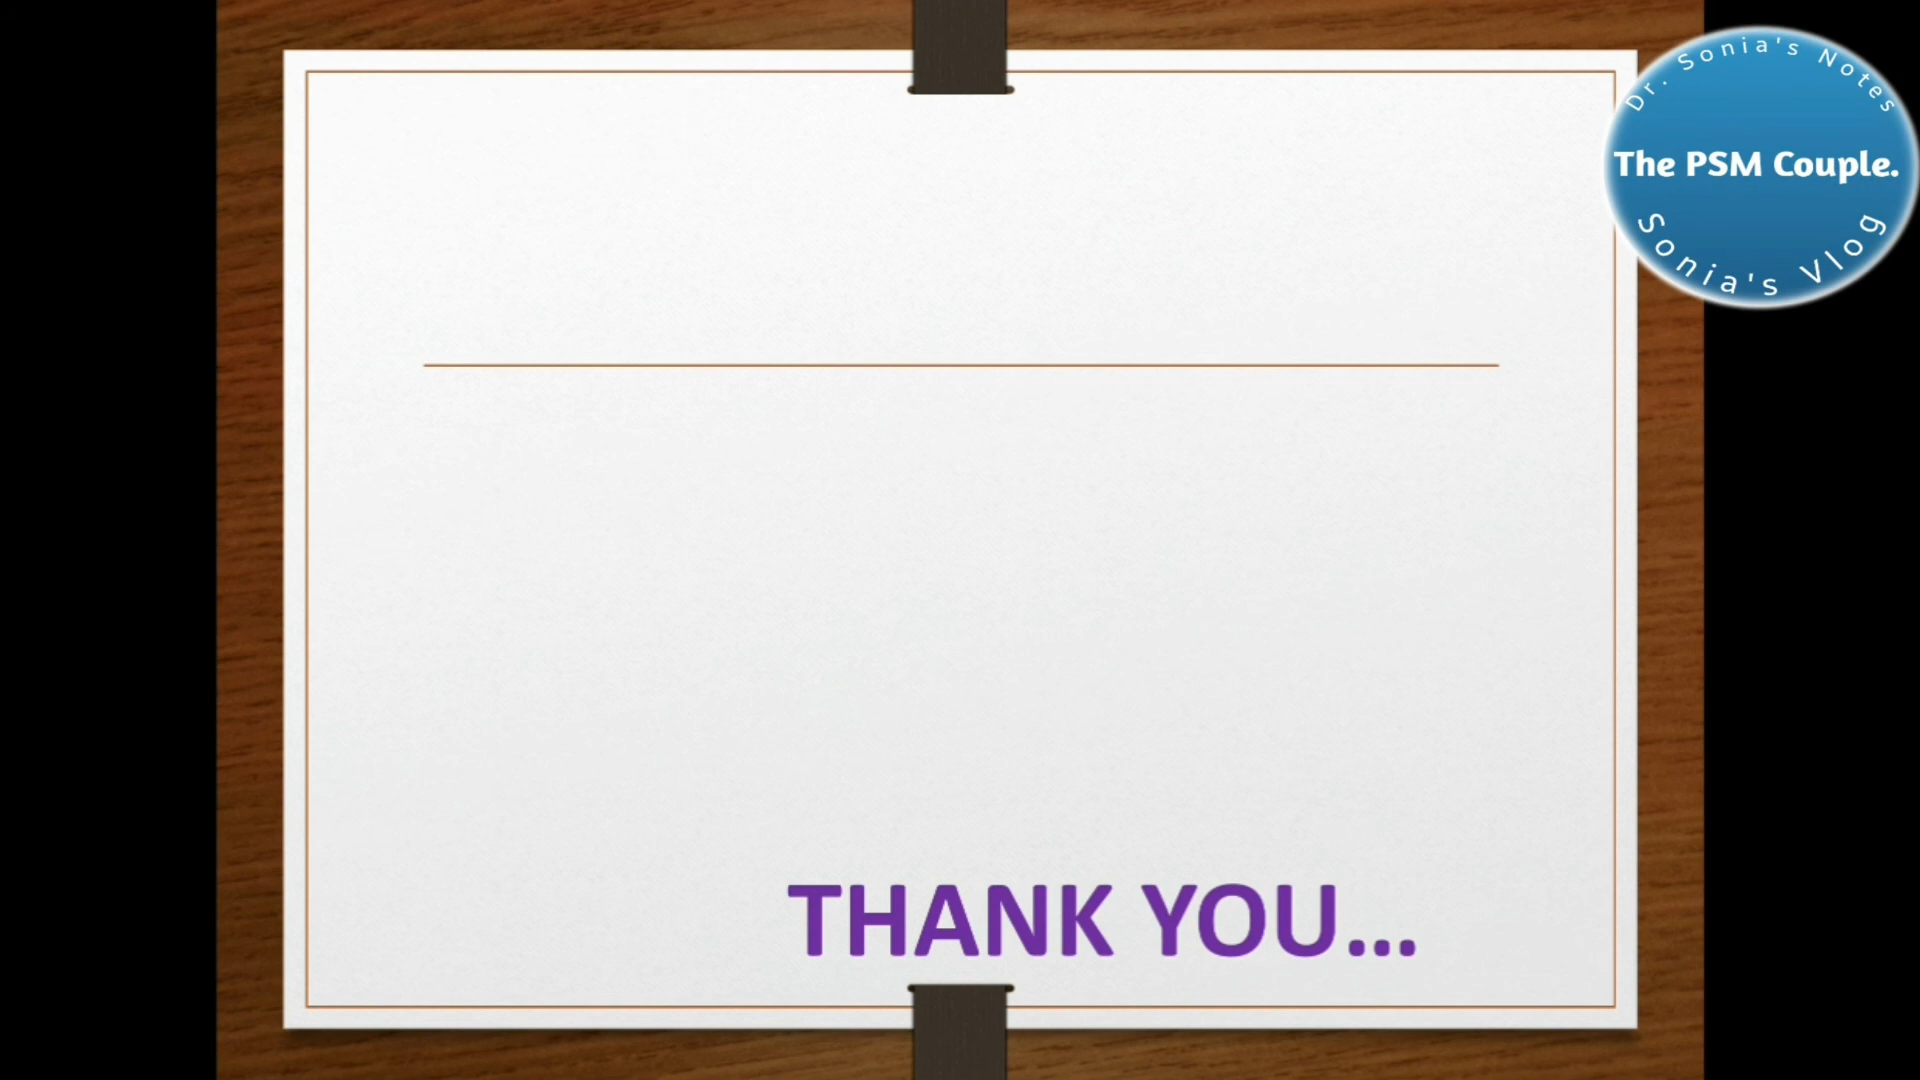 Dr. Sonia's Notes
The PSM Couple.
Sonia's Vlog
THANK YOU...